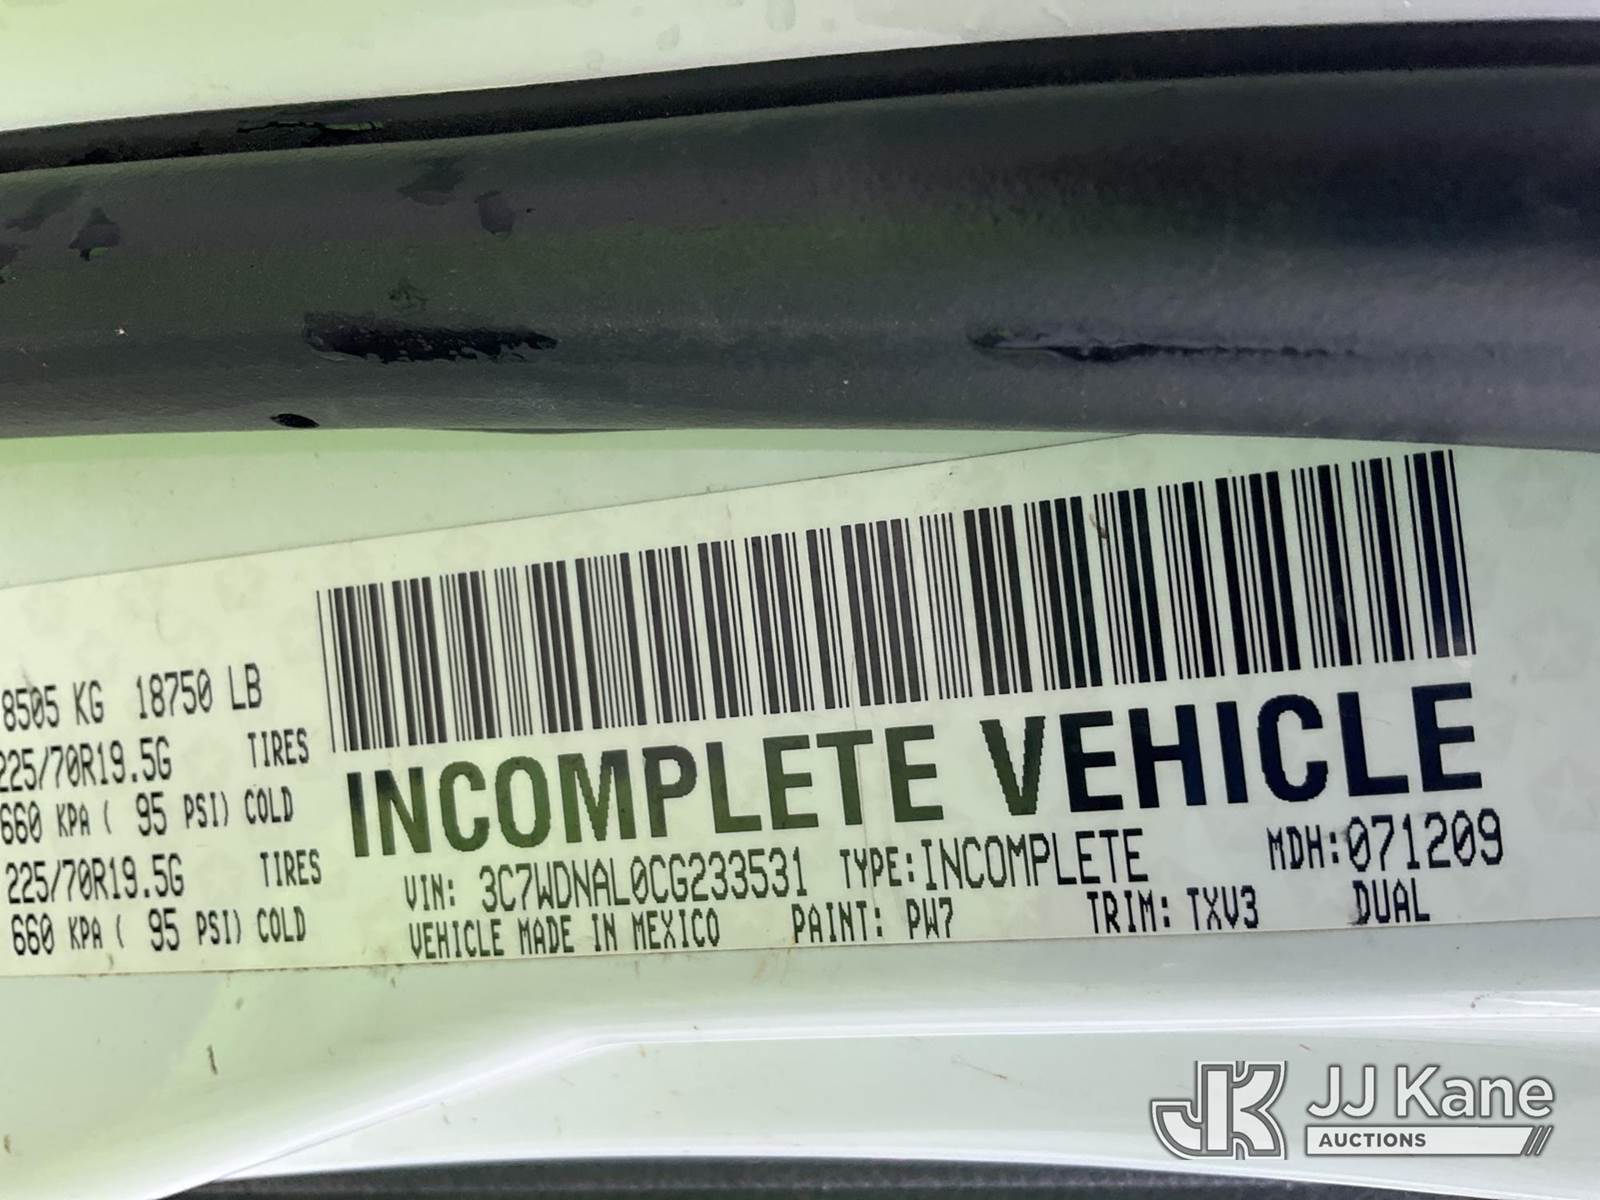 8505 KG 18750 LB
225/70R19.5G TIRES
660 KPA ( 95 PSI) COLD
225/70R19.5G TIRES
660 KPA ( 95 PSI) COLD
INCOMPLETE VEHICLE
VIN: 3C7WDNAL0CG233531 TYPE: INCOMPLETE MDH: 071209
VEHICLE MADE IN MEXICO PAINT: PW7 TRIM: TXV3 DUAL
JK JJ Kane
AUCTIONS